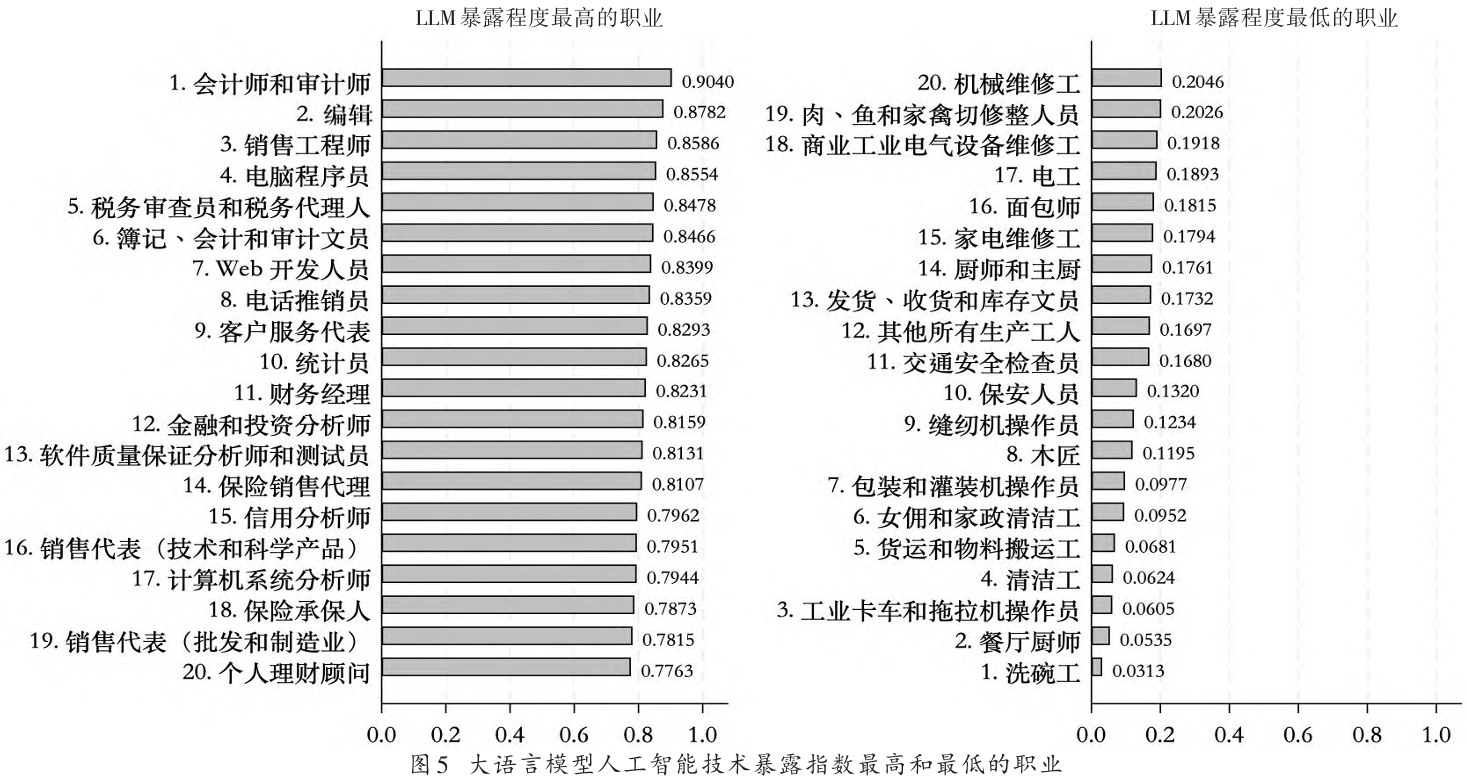 LLM暴露程度最高的职业
1. 会计师和审计师 0.9040
2. 编辑 0.8782
3. 销售工程师 0.8586
4. 电脑程序员 0.8554
5. 税务审查员和税务代理人 0.8478
6. 簿记、会计和审计文员 0.8466
7. Web 开发人员 0.8399
8. 电话推销员 0.8359
9. 客户服务代表 0.8293
10. 统计员 0.8265
11. 财务经理 0.8231
12. 金融和投资分析师 0.8159
13. 软件质量保证分析师和测试员 0.8131
14. 保险销售代理 0.8107
15. 信用分析师 0.7962
16. 销售代表（技术和科学产品） 0.7951
17. 计算机系统分析师 0.7944
18. 保险承保人 0.7873
19. 销售代表（批发和制造业） 0.7815
20. 个人理财顾问 0.7763
0.0 0.2 0.4 0.6 0.8 1.0
LLM暴露程度最低的职业
20. 机械维修工 0.2046
19. 肉、鱼和家禽切修整人员 0.2026
18. 商业工业电气设备维修工 0.1918
17. 电工 0.1893
16. 面包师 0.1815
15. 家电维修工 0.1794
14. 厨师和主厨 0.1761
13. 发货、收货和库存文员 0.1732
12. 其他所有生产工人 0.1697
11. 交通安全检查员 0.1680
10. 保安人员 0.1320
9. 缝纫机操作员 0.1234
8. 木匠 0.1195
7. 包装和灌装机操作员 0.0977
6. 女佣和家政清洁工 0.0952
5. 货运和物料搬运工 0.0681
4. 清洁工 0.0624
3. 工业卡车和拖拉机操作员 0.0605
2. 餐厅厨师 0.0535
1. 洗碗工 0.0313
0.0 0.2 0.4 0.6 0.8 1.0
图5 大语言模型人工智能技术暴露指数最高和最低的职业